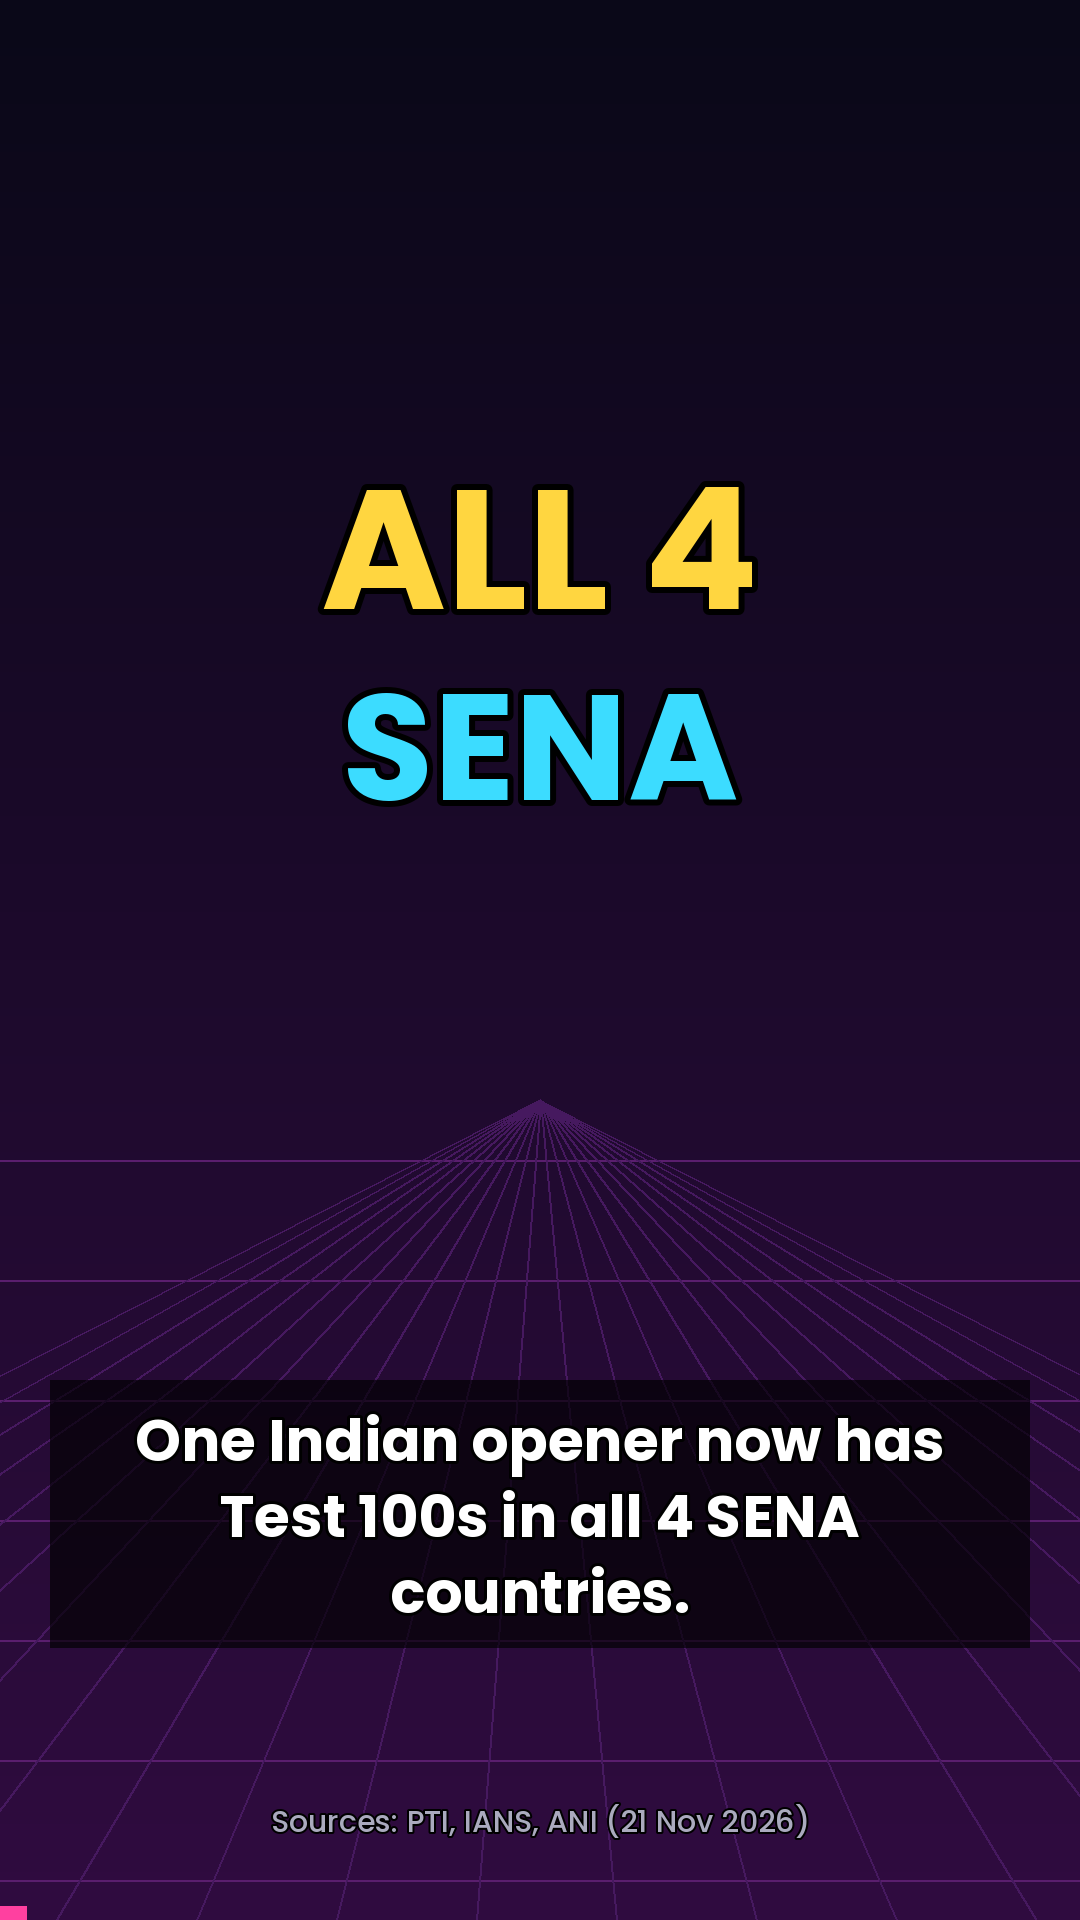 ALL 4
SENA
One Indian opener now has
Test 100s in all 4 SENA
countries.
Sources: PTI, IANS, ANI (21 Nov 2026)